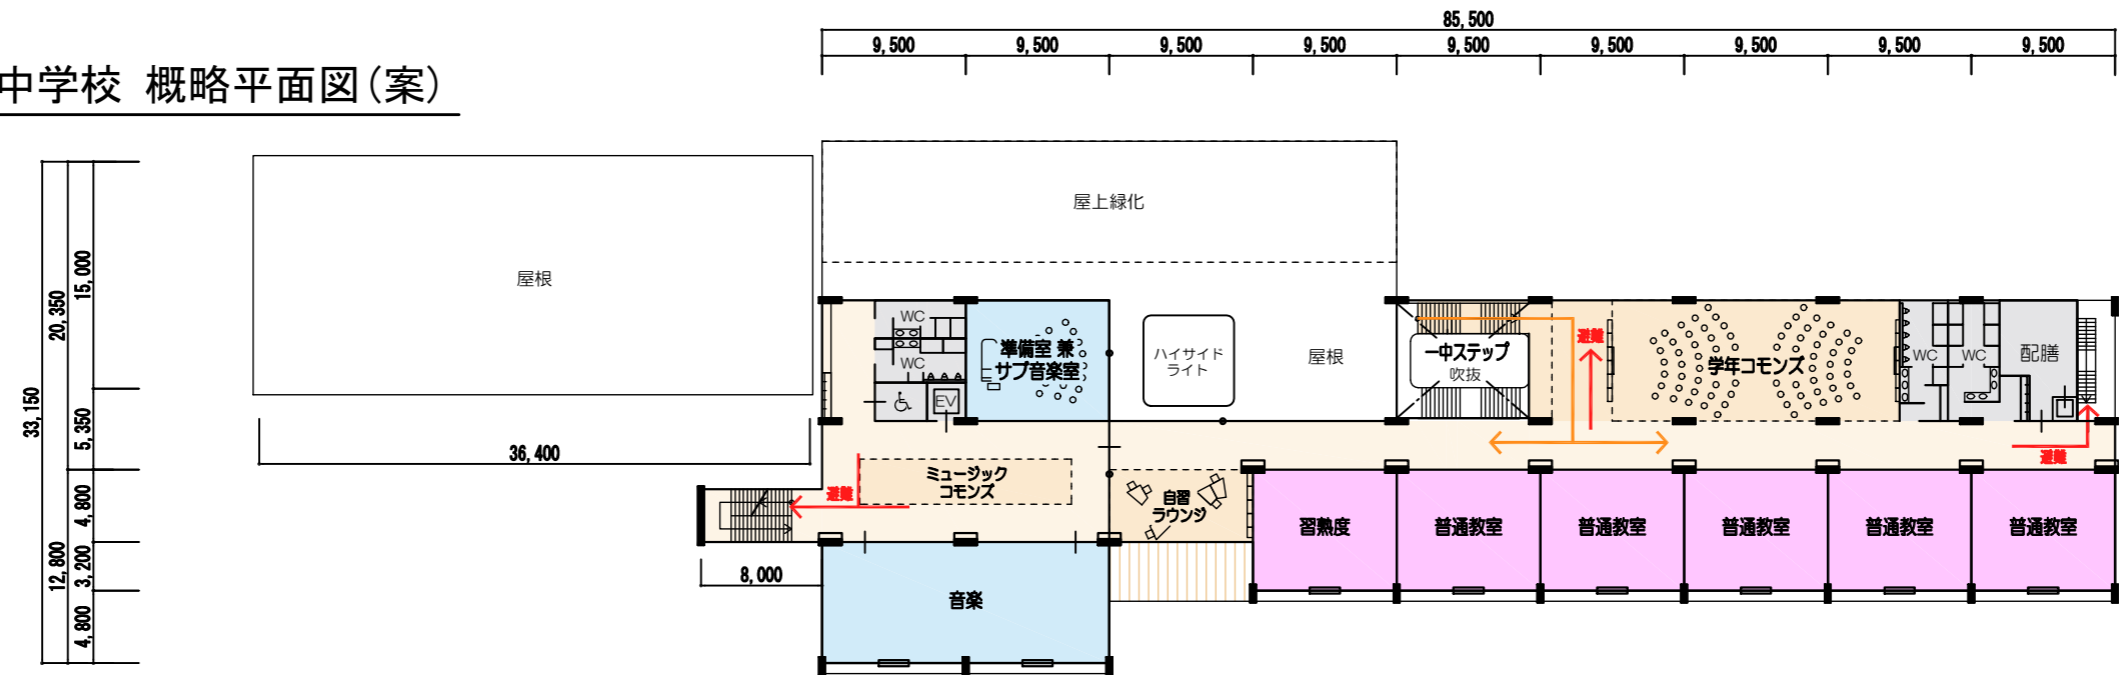 85,500
9,500 9,500 9,500 9,500 9,500 9,500 9,500 9,500 9,500
中学校 概略平面図(案)
33,150
20,350
15,000
5,350
12,800
4,800
3,200
4,800
屋根
36,400
8,000
屋上緑化
WC
WC
EV
準備室 兼
サブ音楽室
ハイサイド
ライト
屋根
一中ステップ
吹抜
避難
学年コモンズ
WC
WC
配膳
避難
避難
ミュージック
コモンズ
自習
ラウンジ
習熟度
普通教室
普通教室
普通教室
普通教室
普通教室
音楽